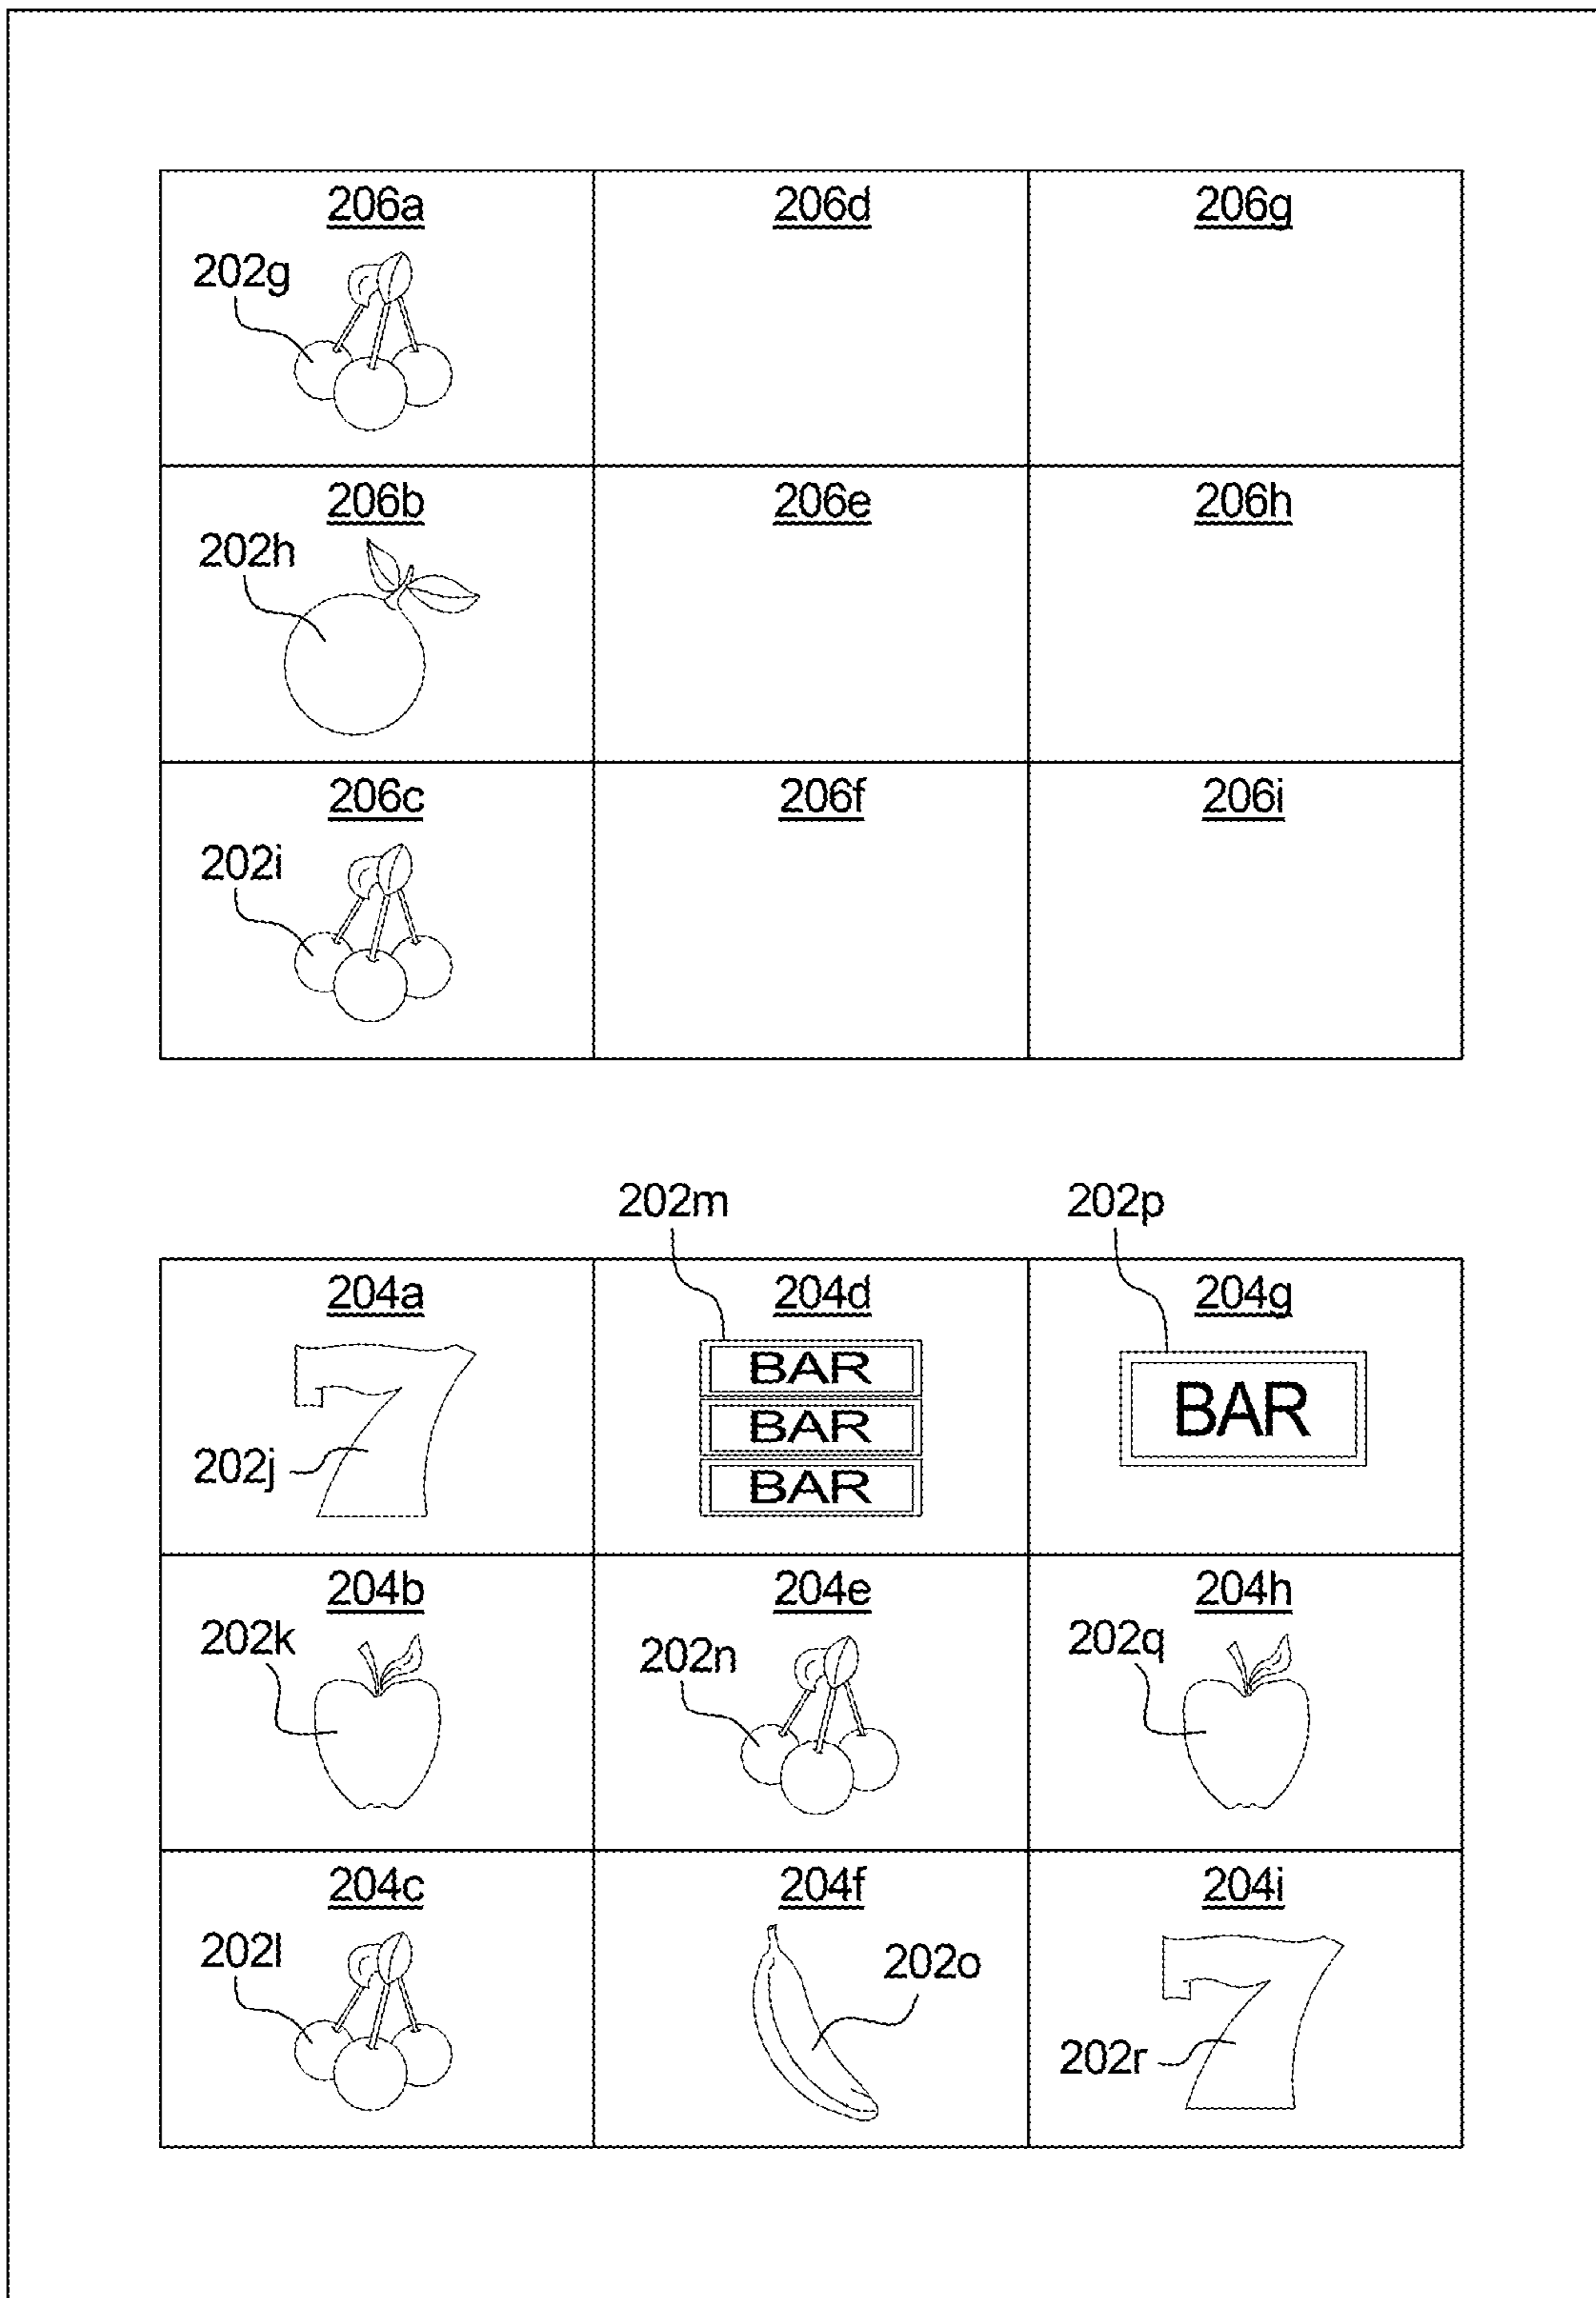 206a 206d 206g
202g
206b 206e 206h
202h
206c 206f 206i
202i
202m 202p
204a 204d 204g
BAR
BAR
BAR
BAR
202j
204b 204e 204h
202k 202n 202q
204c 204f 204i
202l 202o
202r